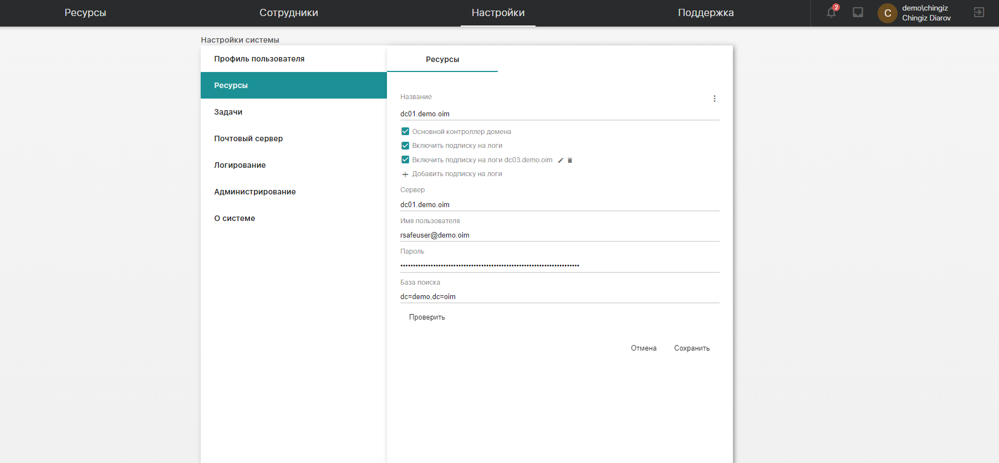 Ресурсы
Сотрудники
Настройки
Поддержка
2
C
demo\chingiz
Chingiz Diarov
Настройки системы
Профиль пользователя
Ресурсы
Задачи
Почтовый сервер
Логирование
Администрирование
О системе
Ресурсы
Название
dc01.demo.oim
Основной контроллер домена
Включить подписку на логи
Включить подписку на логи dc03.demo.oim
Добавить подписку на логи
Сервер
dc01.demo.oim
Имя пользователя
rsafeuser@demo.oim
Пароль
База поиска
dc=demo,dc=oim
Проверить
Отмена
Сохранить